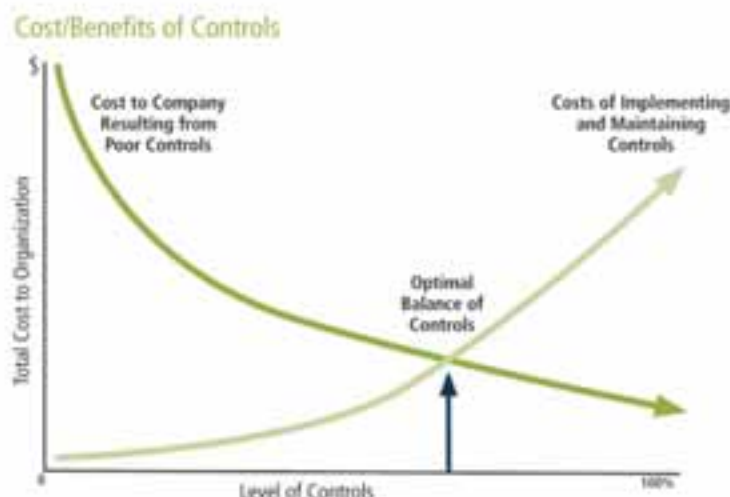 Cost/Benefits of Controls
$
Cost to Company
Resulting from
Poor Controls
Costs of Implementing
and Maintaining
Controls
Optimal
Balance of
Controls
Total Cost to Organization
0
100%
Level of Controls